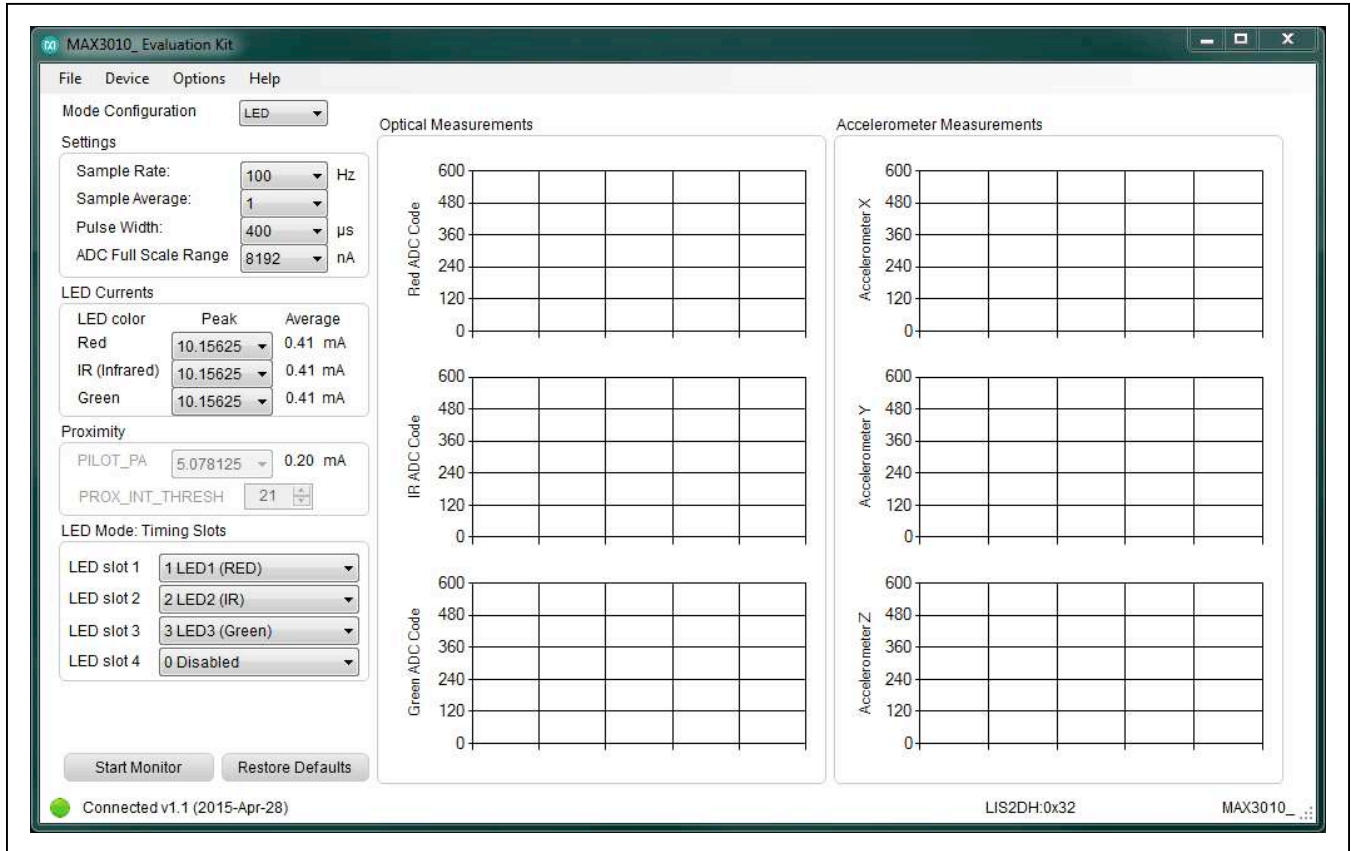 MAX3010_ Evaluation Kit
File Device Options Help
Mode Configuration LED
Settings
Sample Rate: 100 Hz
Sample Average: 1
Pulse Width: 400 µs
ADC Full Scale Range 8192 nA
LED Currents
LED color Peak Average
Red 10.15625 0.41 mA
IR (Infrared) 10.15625 0.41 mA
Green 10.15625 0.41 mA
Proximity
PILOT_PA 5.078125 0.20 mA
PROX_INT_THRESH 21
LED Mode: Timing Slots
LED slot 1 1 LED1 (RED)
LED slot 2 2 LED2 (IR)
LED slot 3 3 LED3 (Green)
LED slot 4 0 Disabled
Start Monitor Restore Defaults
Optical Measurements
Red ADC Code
600
480
360
240
120
0
IR ADC Code
600
480
360
240
120
0
Green ADC Code
600
480
360
240
120
0
Accelerometer Measurements
Accelerometer X
600
480
360
240
120
0
Accelerometer Y
600
480
360
240
120
0
Accelerometer Z
600
480
360
240
120
0
Connected v1.1 (2015-Apr-28) LIS2DH:0x32 MAX3010_